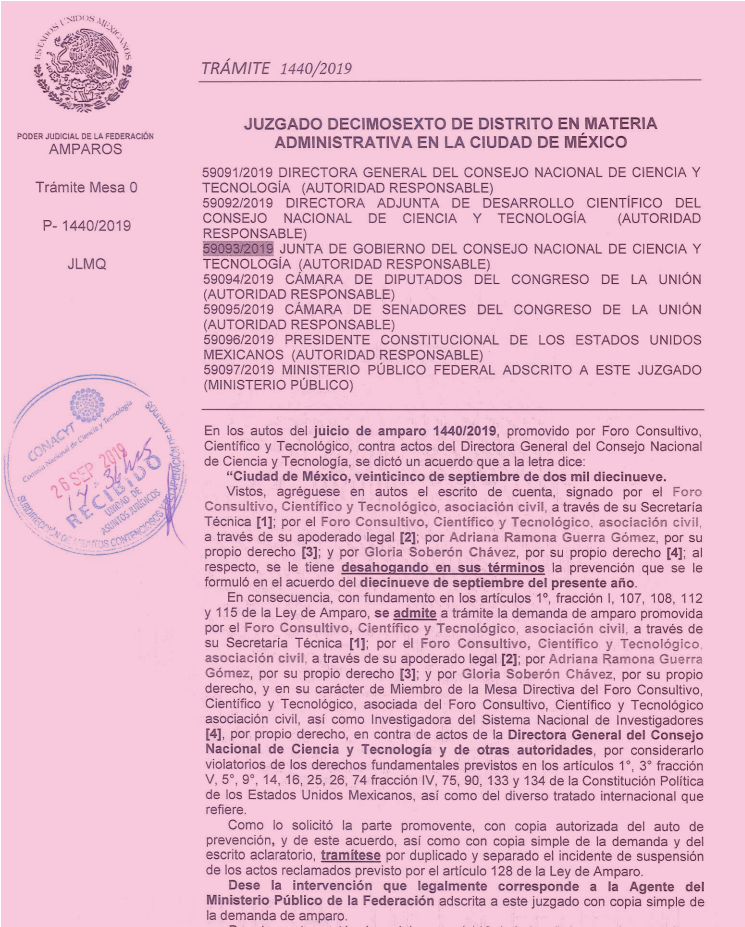 ESTADOS UNIDOS MEXICANOS
PODER JUDICIAL DE LA FEDERACIÓN
AMPAROS
Trámite Mesa 0
P- 1440/2019
JLMQ
TRÁMITE 1440/2019
JUZGADO DECIMOSEXTO DE DISTRITO EN MATERIA
ADMINISTRATIVA EN LA CIUDAD DE MÉXICO
59091/2019 DIRECTORA GENERAL DEL CONSEJO NACIONAL DE CIENCIA Y
TECNOLOGÍA (AUTORIDAD RESPONSABLE)
59092/2019 DIRECTORA ADJUNTA DE DESARROLLO CIENTÍFICO DEL
CONSEJO NACIONAL DE CIENCIA Y TECNOLOGÍA (AUTORIDAD
RESPONSABLE)
59093/2019 JUNTA DE GOBIERNO DEL CONSEJO NACIONAL DE CIENCIA Y
TECNOLOGÍA (AUTORIDAD RESPONSABLE)
59094/2019 CÁMARA DE DIPUTADOS DEL CONGRESO DE LA UNIÓN
(AUTORIDAD RESPONSABLE)
59095/2019 CÁMARA DE SENADORES DEL CONGRESO DE LA UNIÓN
(AUTORIDAD RESPONSABLE)
59096/2019 PRESIDENTE CONSTITUCIONAL DE LOS ESTADOS UNIDOS
MEXICANOS (AUTORIDAD RESPONSABLE)
59097/2019 MINISTERIO PÚBLICO FEDERAL ADSCRITO A ESTE JUZGADO
(MINISTERIO PÚBLICO)
CONACYT
Consejo Nacional de Ciencia y Tecnología
26 SEP 2019
RECIBIDO
UNIDAD DE
ASUNTOS JURÍDICOS
En los autos del juicio de amparo 1440/2019, promovido por Foro Consultivo,
Científico y Tecnológico, contra actos del Directora General del Consejo Nacional
de Ciencia y Tecnología, se dictó un acuerdo que a la letra dice:
“Ciudad de México, veinticinco de septiembre de dos mil diecinueve.
Vistos, agréguese en autos el escrito de cuenta, signado por el Foro
Consultivo, Científico y Tecnológico, asociación civil, a través de su Secretaría
Técnica [1]; por el Foro Consultivo, Científico y Tecnológico, asociación civil,
a través de su apoderado legal [2]; por Adriana Ramona Guerra Gómez, por su
propio derecho [3]; y por Gloria Soberón Chávez, por su propio derecho [4]; al
respecto, se le tiene desahogando en sus términos la prevención que se le
formuló en el acuerdo del diecinueve de septiembre del presente año.
En consecuencia, con fundamento en los artículos 1º, fracción I, 107, 108, 112
y 115 de la Ley de Amparo, se admite a trámite la demanda de amparo promovida
por el Foro Consultivo, Científico y Tecnológico, asociación civil, a través de
su Secretaría Técnica [1]; por el Foro Consultivo, Científico y Tecnológico,
asociación civil, a través de su apoderado legal [2]; por Adriana Ramona Guerra
Gómez, por su propio derecho [3]; y por Gloria Soberón Chávez, por su propio
derecho, y en su carácter de Miembro de la Mesa Directiva del Foro Consultivo,
Científico y Tecnológico, asociada del Foro Consultivo, Científico y Tecnológico
asociación civil, así como Investigadora del Sistema Nacional de Investigadores
[4], por propio derecho, en contra de actos de la Directora General del Consejo
Nacional de Ciencia y Tecnología y de otras autoridades, por considerarlo
violatorios de los derechos fundamentales previstos en los artículos 1°, 3° fracción
V, 5°, 9°, 14, 16, 25, 26, 74 fracción IV, 75, 90, 133 y 134 de la Constitución Política
de los Estados Unidos Mexicanos, así como del diverso tratado internacional que
refiere.
Como lo solicitó la parte promovente, con copia autorizada del auto de
prevención, y de este acuerdo, así como con copia simple de la demanda y del
escrito aclaratorio, tramítese por duplicado y separado el incidente de suspensión
de los actos reclamados previsto por el artículo 128 de la Ley de Amparo.
Dese la intervención que legalmente corresponde a la Agente del
Ministerio Público de la Federación adscrita a este juzgado con copia simple de
la demanda de amparo.